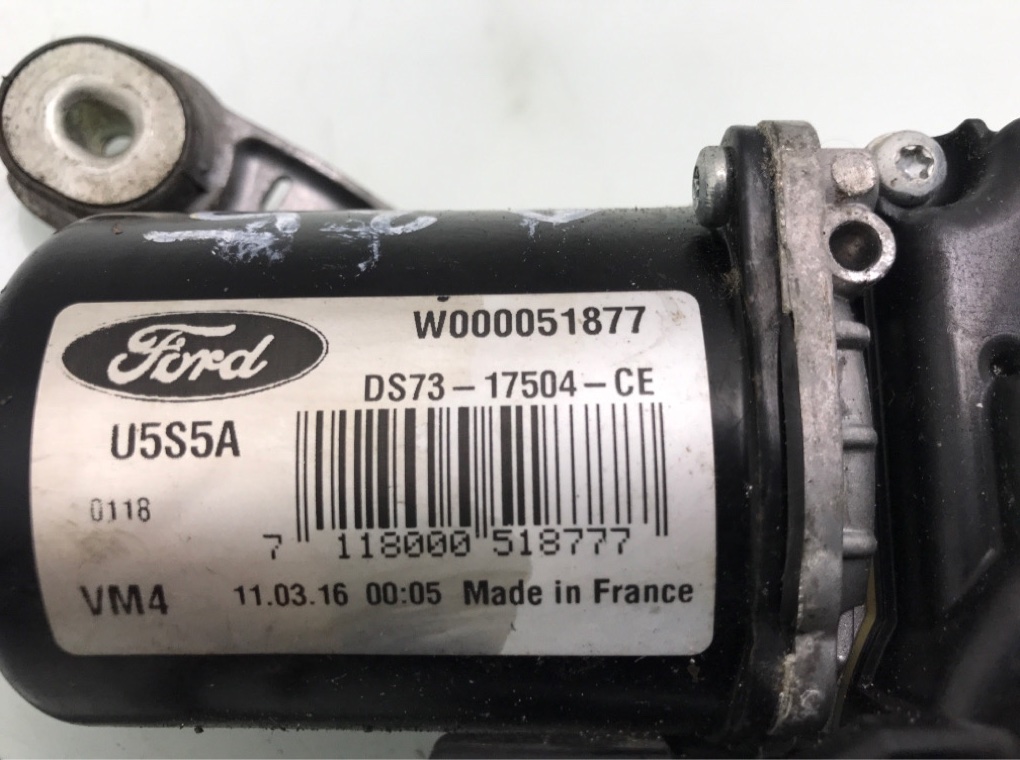 Ford
W000051877
DS73-17504-CE
U5S5A
0118
7 118000 518777
VM4
11.03.16 00:05 Made in France